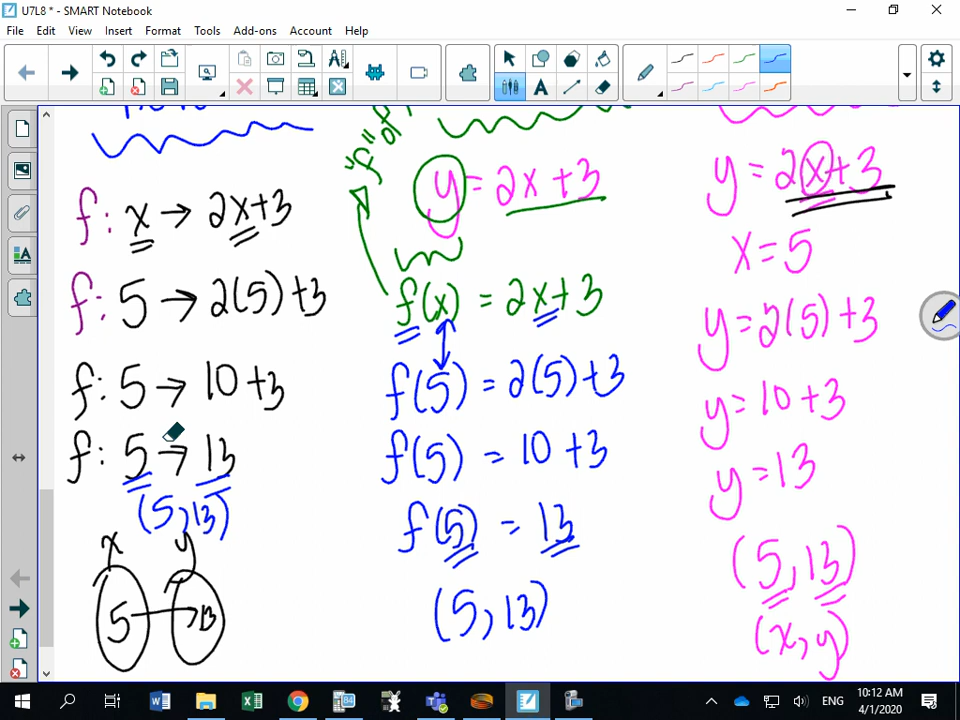 U7L8 * - SMART Notebook
File Edit View Insert Format Tools Add-ons Account Help
f: x → 2x+3
f: 5 → 2(5)+3
f: 5 → 10+3
f: 5 → 13
(5,13)
x y
5 → 13
"f" of
y = 2x+3
f(x) = 2x+3
f(5) = 2(5)+3
f(5) = 10+3
f(5) = 13
(5,13)
y = 2x+3
x = 5
y = 2(5)+3
y = 10+3
y = 13
(5,13)
(x,y)
ENG
10:12 AM
4/1/2020